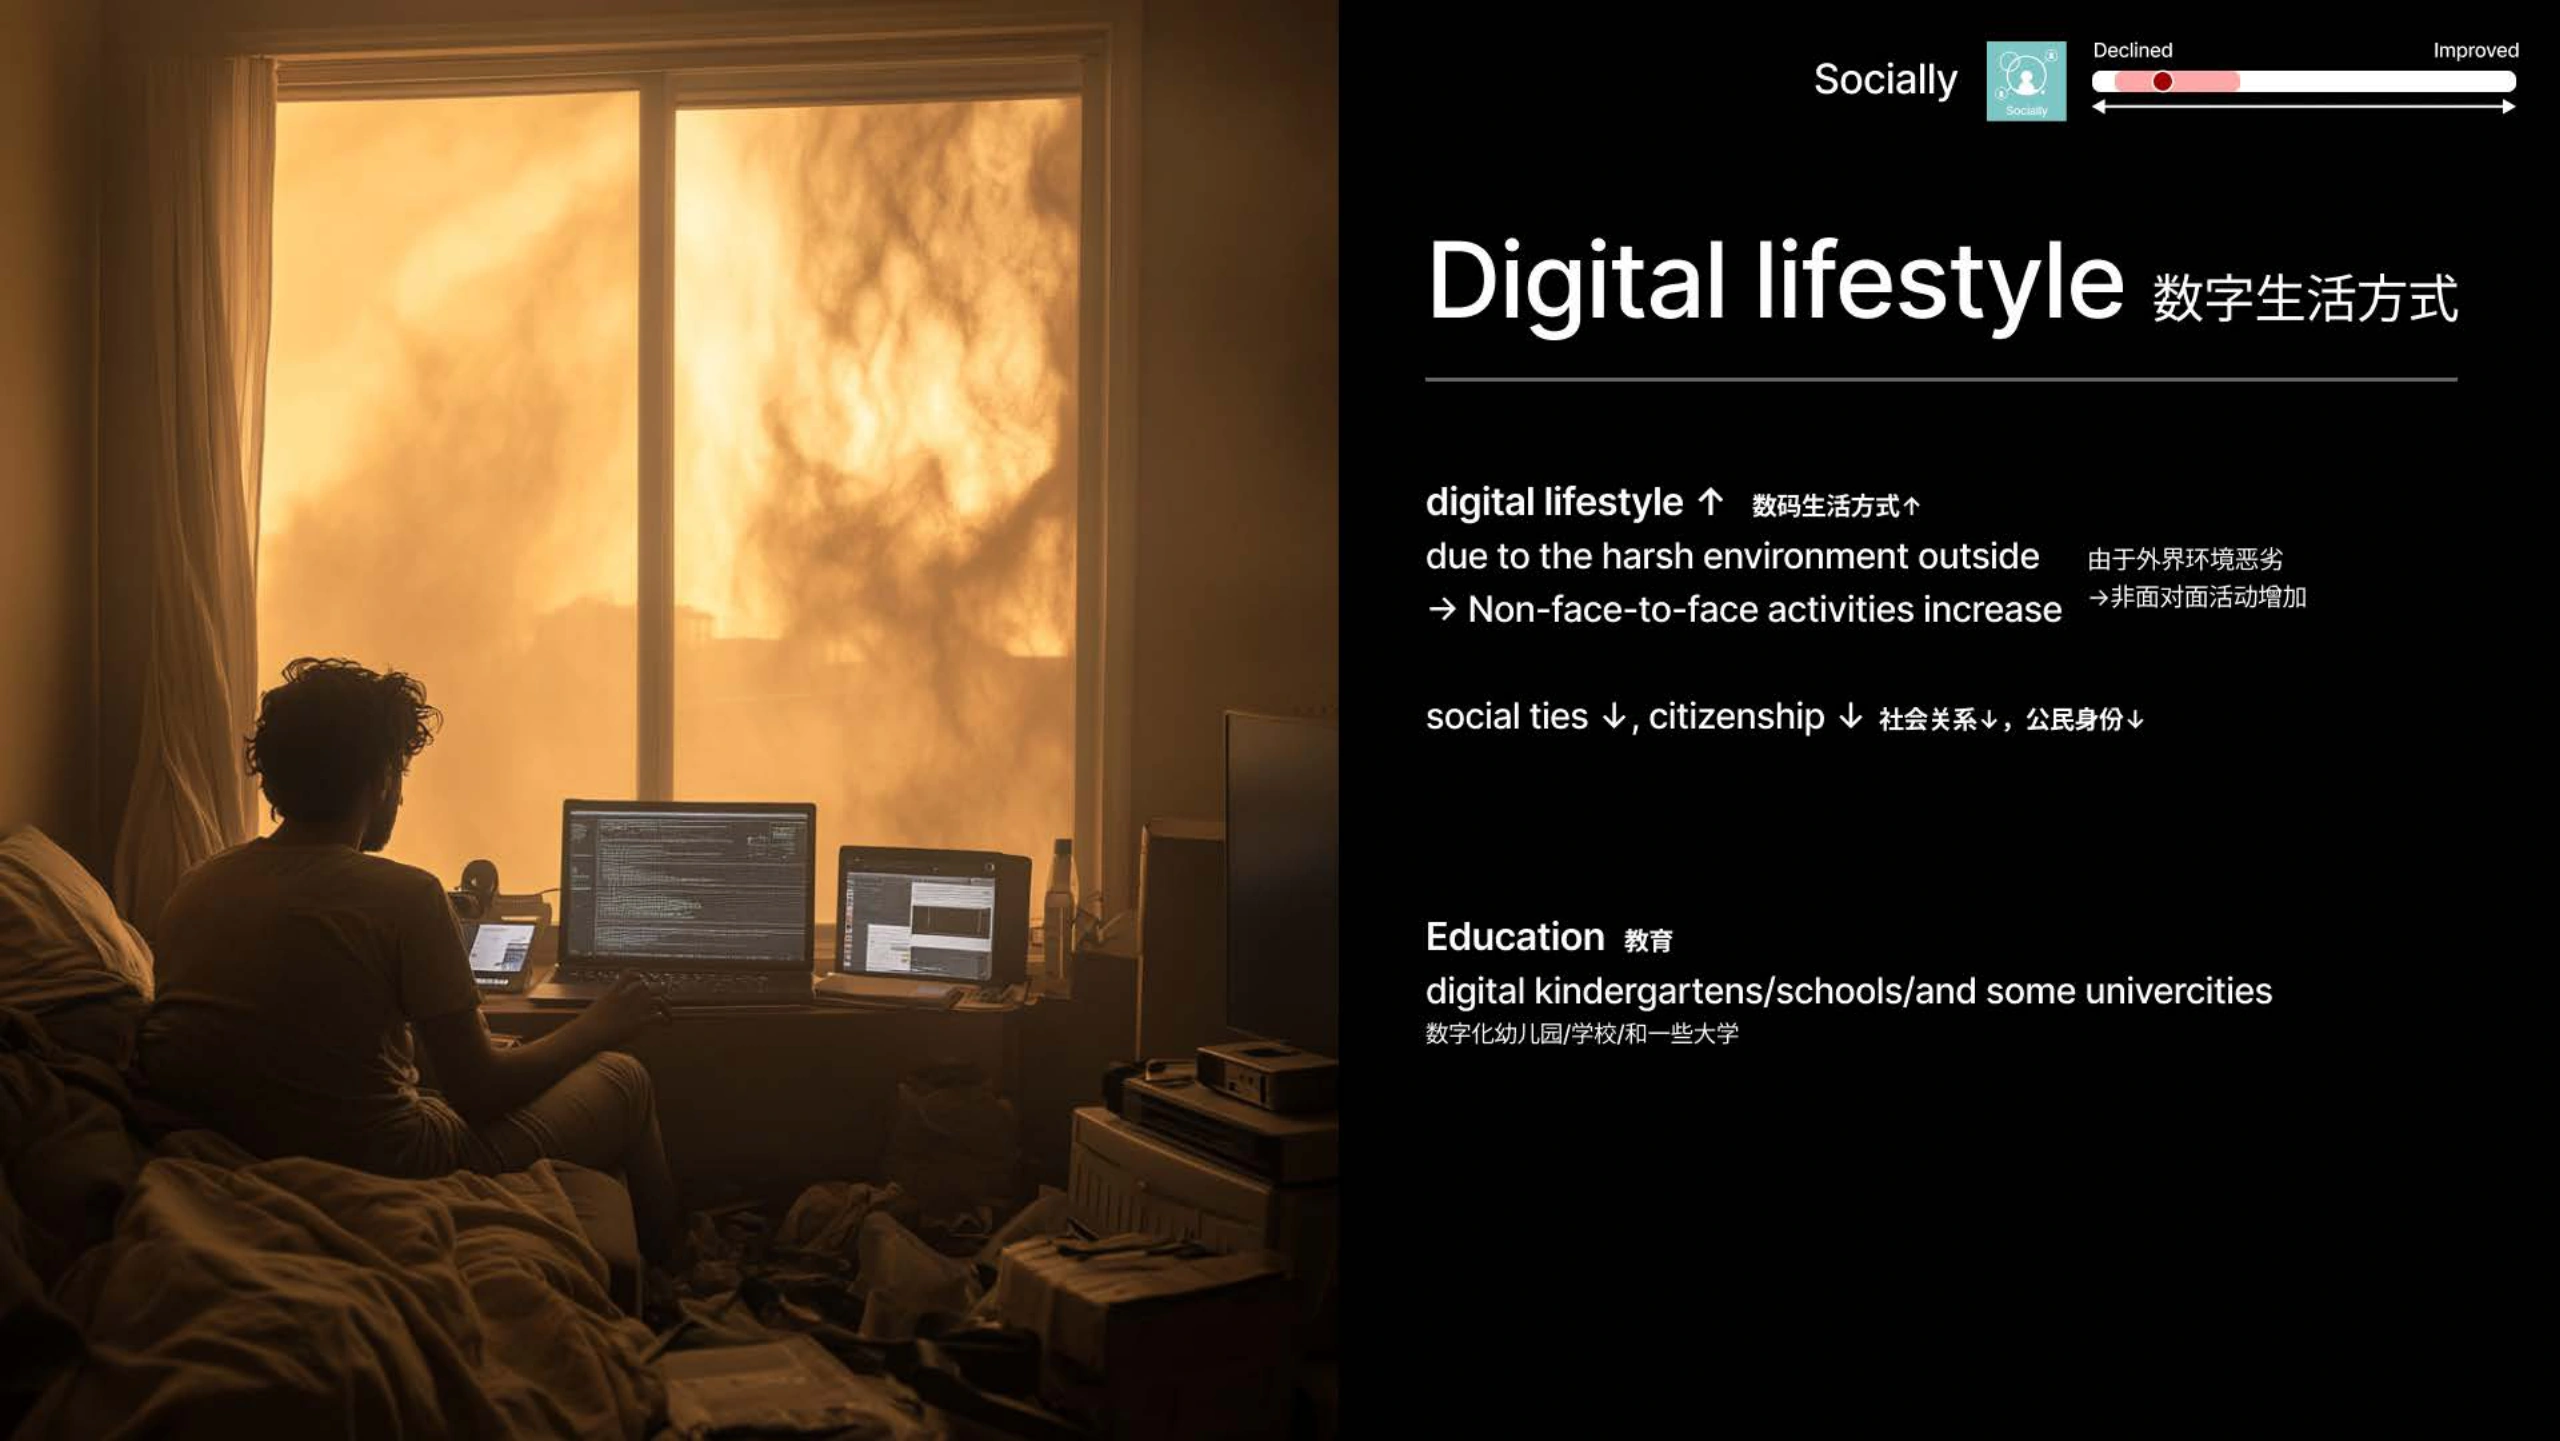 Socially
Socially
Declined
Improved
Digital lifestyle 数字生活方式
digital lifestyle ↑ 数码生活方式↑
due to the harsh environment outside 由于外界环境恶劣
→ Non-face-to-face activities increase →非面对面活动增加
social ties ↓, citizenship ↓ 社会关系↓，公民身份↓
Education 教育
digital kindergartens/schools/and some univercities
数字化幼儿园/学校/和一些大学